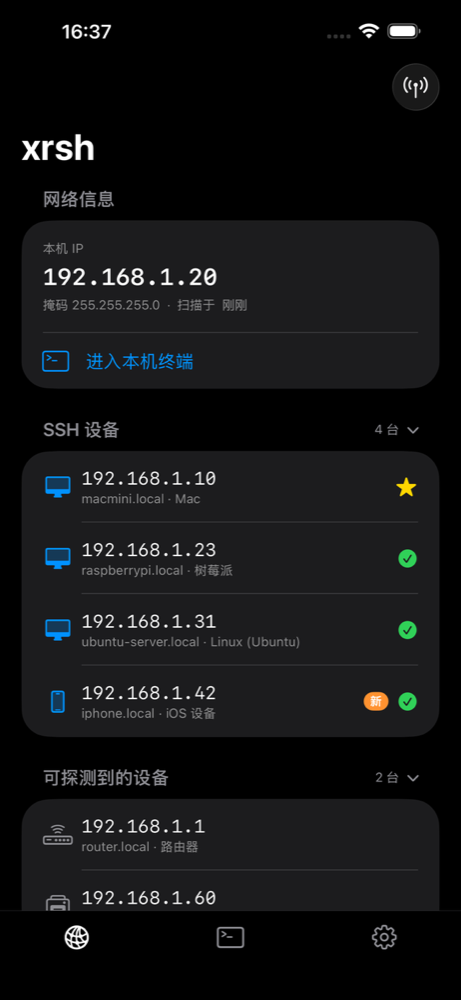 16:37
xrsh
网络信息
本机 IP
192.168.1.20
掩码 255.255.255.0 · 扫描于 刚刚
进入本机终端
SSH 设备
4 台
192.168.1.10
macmini.local · Mac
192.168.1.23
raspberrypi.local · 树莓派
192.168.1.31
ubuntu-server.local · Linux (Ubuntu)
192.168.1.42
iphone.local · iOS 设备
新
可探测到的设备
2 台
192.168.1.1
router.local · 路由器
192.168.1.60